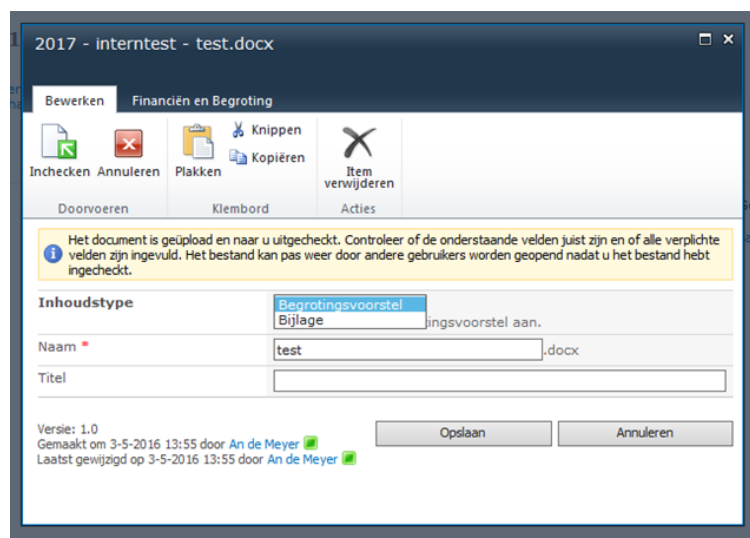 2017 - interntest - test.docx
Bewerken Financiën en Begroting
Inchecken Annuleren Plakken Knippen Kopiëren Item verwijderen
Doorvoeren Klembord Acties
Het document is geüpload en naar u uitgecheckt. Controleer of de onderstaande velden juist zijn en of alle verplichte
velden zijn ingevuld. Het bestand kan pas weer door andere gebruikers worden geopend nadat u het bestand hebt
ingecheckt.
Inhoudstype
Begrotingsvoorstel
Bijlage
ingsvoorstel aan.
Naam * test .docx
Titel
Versie: 1.0
Gemaakt om 3-5-2016 13:55 door An de Meyer
Laatst gewijzigd op 3-5-2016 13:55 door An de Meyer
Opslaan Annuleren